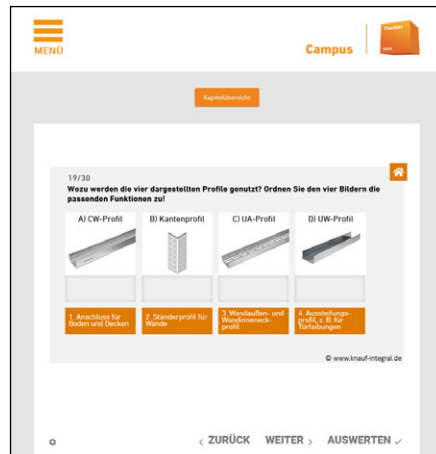 MENÜ
Campus
Kapitelübersicht
19/30
Wozu werden die vier dargestellten Profile genutzt? Ordnen Sie den vier Bildern die
passenden Funktionen zu!
A) CW-Profil
B) Kantenprofil
C) UA-Profil
D) UW-Profil
1. Anschluss für
Boden und Decken
2. Ständerprofil für
Wände
3. Wandaußen- und
Wandinneneck-
profil
4. Aussteifungs-
profil, z. B. für
Türlaibungen
© www.knauf-integral.de
‹ ZURÜCK
WEITER ›
AUSWERTEN ✓